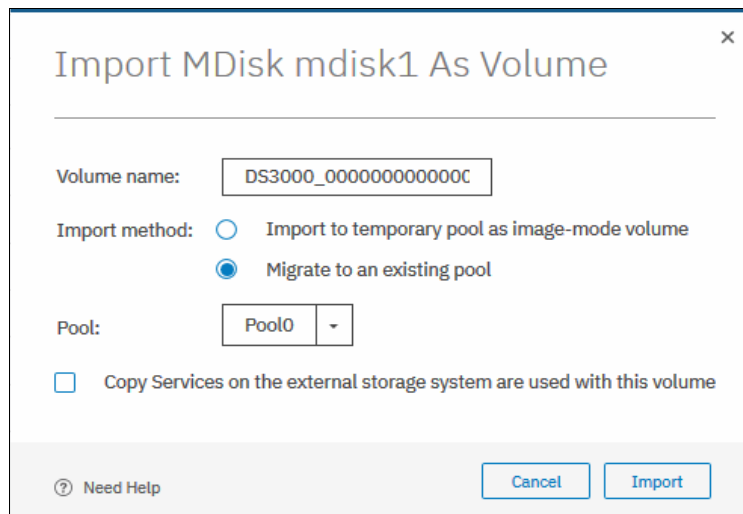 Import MDisk mdisk1 As Volume
Volume name: DS3000_000000000000C
Import method: Import to temporary pool as image-mode volume
Migrate to an existing pool
Pool: Pool0
Copy Services on the external storage system are used with this volume
Need Help Cancel Import